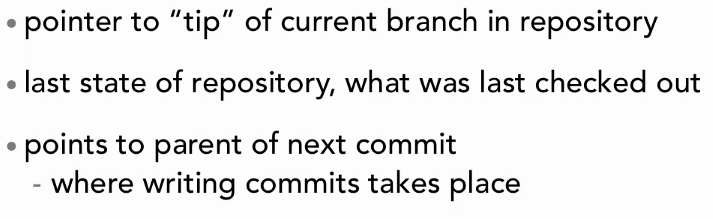 • pointer to “tip” of current branch in repository
• last state of repository, what was last checked out
• points to parent of next commit
- where writing commits takes place